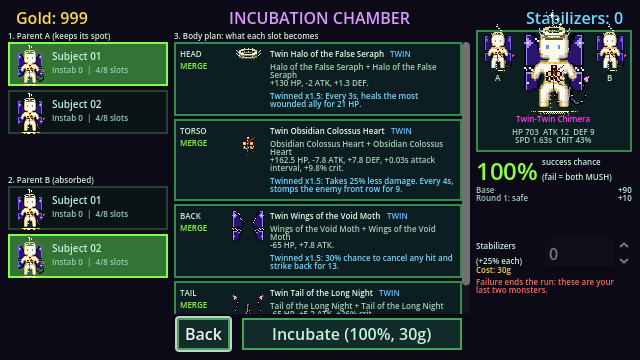 Gold: 999
INCUBATION CHAMBER
Stabilizers: 0
1. Parent A (keeps its spot)
Subject 01
Instab 0 | 4/8 slots
Subject 02
Instab 0 | 4/8 slots
2. Parent B (absorbed)
Subject 01
Instab 0 | 4/8 slots
Subject 02
Instab 0 | 4/8 slots
3. Body plan: what each slot becomes
HEAD
MERGE
Twin Halo of the False Seraph TWIN
Halo of the False Seraph + Halo of the False
Seraph
+130 HP, -2 ATK, +1.3 DEF.
Twinned x1.5: Every 3s, heals the most
wounded ally for 21 HP.
TORSO
MERGE
Twin Obsidian Colossus Heart TWIN
Obsidian Colossus Heart + Obsidian Colossus
Heart
+162.5 HP, -7.8 ATK, +7.8 DEF, +0.03s attack
interval, +9.8% crit.
Twinned x1.5: Takes 25% less damage. Every 4s,
stomps the enemy front row for 9.
BACK
MERGE
Twin Wings of the Void Moth TWIN
Wings of the Void Moth + Wings of the Void
Moth
-65 HP, +7.8 ATK.
Twinned x1.5: 30% chance to cancel any hit and
strike back for 13.
TAIL
MERGE
Twin Tail of the Long Night TWIN
Tail of the Long Night + Tail of the Long Night
A
B
Twin-Twin Chimera
HP 703 ATK 12 DEF 9
SPD 1.63s CRIT 43%
100% success chance
(fail = both MUSH)
Base +90
Round 1: safe +10
Stabilizers
(+25% each)
Cost: 30g
0
Failure ends the run: these are your
last two monsters.
Back
Incubate (100%, 30g)